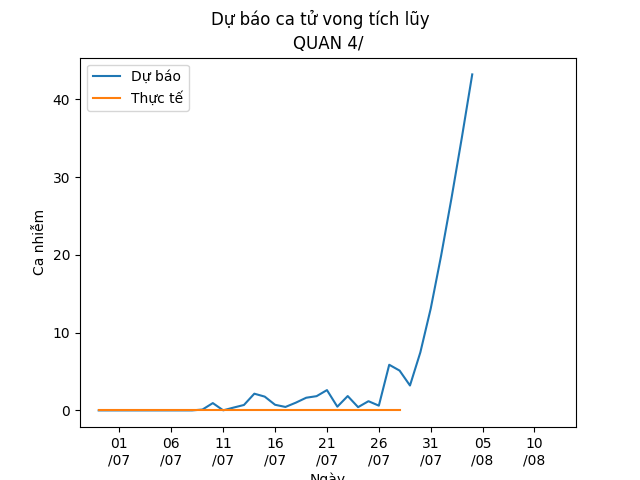 Dự báo ca tử vong tích lũy
QUAN 4/
Dự báo
Thực tế
Ca nhiễm
40
30
20
10
0
01 06 11 16 21 26 31 05 10
/07 /07 /07 /07 /07 /07 /07 /08 /08
Ngày